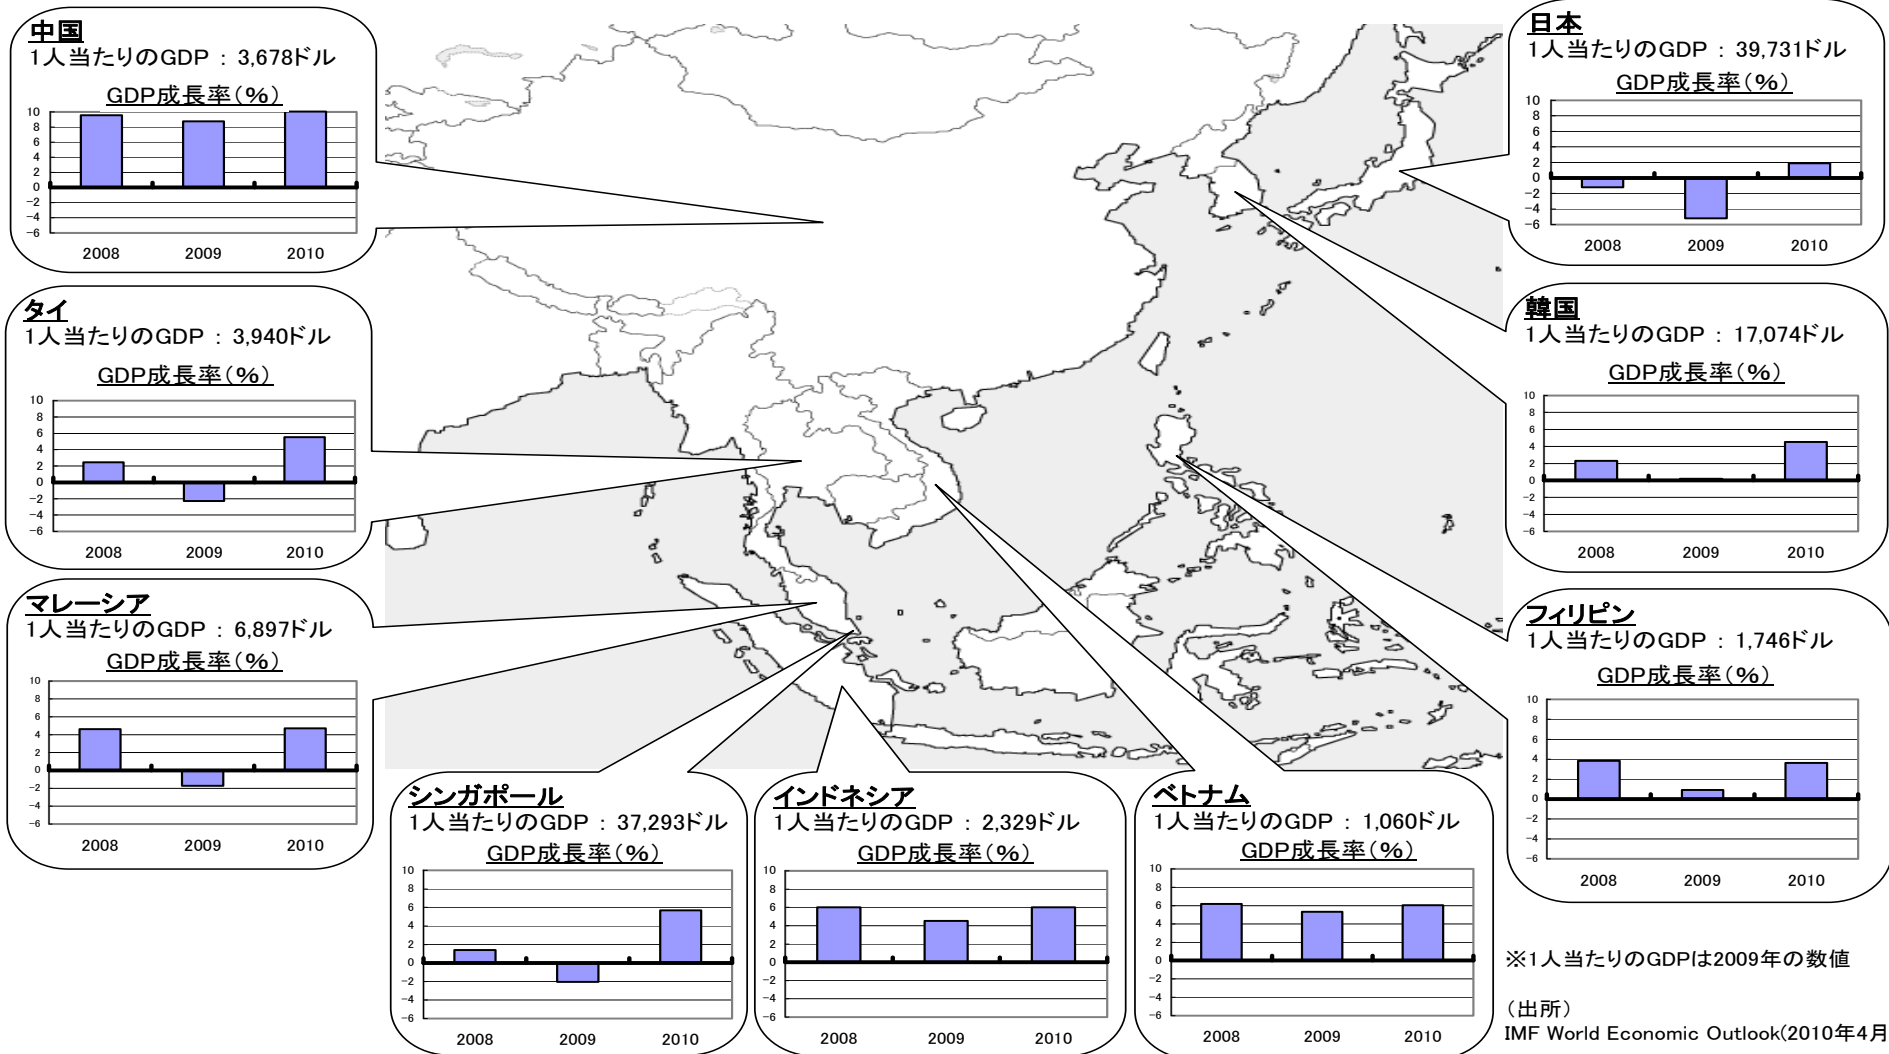 中国
1人当たりのGDP : 3,678ドル
GDP成長率(%)
10
8
6
4
2
0
-2
-4
-6
2008 2009 2010
日本
1人当たりのGDP : 39,731ドル
GDP成長率(%)
10
8
6
4
2
0
-2
-4
-6
2008 2009 2010
タイ
1人当たりのGDP : 3,940ドル
GDP成長率(%)
10
8
6
4
2
0
-2
-4
-6
2008 2009 2010
韓国
1人当たりのGDP : 17,074ドル
GDP成長率(%)
10
8
6
4
2
0
-2
-4
-6
2008 2009 2010
マレーシア
1人当たりのGDP : 6,897ドル
GDP成長率(%)
10
8
6
4
2
0
-2
-4
-6
2008 2009 2010
フィリピン
1人当たりのGDP : 1,746ドル
GDP成長率(%)
10
8
6
4
2
0
-2
-4
-6
2008 2009 2010
シンガポール
1人当たりのGDP : 37,293ドル
GDP成長率(%)
10
8
6
4
2
0
-2
-4
-6
2008 2009 2010
インドネシア
1人当たりのGDP : 2,329ドル
GDP成長率(%)
10
8
6
4
2
0
-2
-4
-6
2008 2009 2010
ベトナム
1人当たりのGDP : 1,060ドル
GDP成長率(%)
10
8
6
4
2
0
-2
-4
-6
2008 2009 2010
※1人当たりのGDPは2009年の数値
(出所)
IMF World Economic Outlook(2010年4月